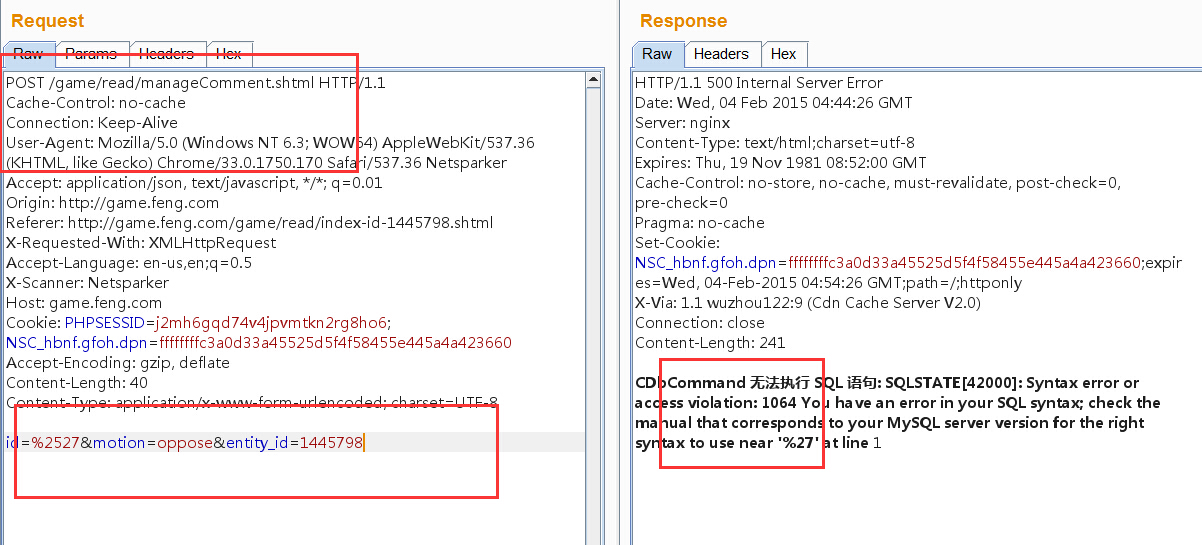 Request
Raw Params Headers Hex
POST /game/read/manageComment.shtml HTTP/1.1
Cache-Control: no-cache
Connection: Keep-Alive
User-Agent: Mozilla/5.0 (Windows NT 6.3; WOW64) AppleWebKit/537.36
(KHTML, like Gecko) Chrome/33.0.1750.170 Safari/537.36 Netsparker
Accept: application/json, text/javascript, */*; q=0.01
Origin: http://game.feng.com
Referer: http://game.feng.com/game/read/index-id-1445798.shtml
X-Requested-With: XMLHttpRequest
Accept-Language: en-us,en;q=0.5
X-Scanner: Netsparker
Host: game.feng.com
Cookie: PHPSESSID=j2mh6gqd74v4jpvmtkn2rg8ho6;
NSC_hbnf.gfoh.dpn=ffffffffc3a0d33a45525d5f4f58455e445a4a423660
Accept-Encoding: gzip, deflate
Content-Length: 40
Content-Type: application/x-www-form-urlencoded; charset=UTF-8
id=%2527&motion=oppose&entity_id=1445798
Response
Raw Headers Hex
HTTP/1.1 500 Internal Server Error
Date: Wed, 04 Feb 2015 04:44:26 GMT
Server: nginx
Content-Type: text/html;charset=utf-8
Expires: Thu, 19 Nov 1981 08:52:00 GMT
Cache-Control: no-store, no-cache, must-revalidate, post-check=0,
pre-check=0
Pragma: no-cache
Set-Cookie:
NSC_hbnf.gfoh.dpn=ffffffffc3a0d33a45525d5f4f58455e445a4a423660;expir
es=Wed, 04-Feb-2015 04:54:26 GMT;path=/;httponly
X-Via: 1.1 wuzhou122:9 (Cdn Cache Server V2.0)
Connection: close
Content-Length: 241
CDbCommand 无法执行 SQL 语句: SQLSTATE[42000]: Syntax error or
access violation: 1064 You have an error in your SQL syntax; check the
manual that corresponds to your MySQL server version for the right
syntax to use near '%27' at line 1